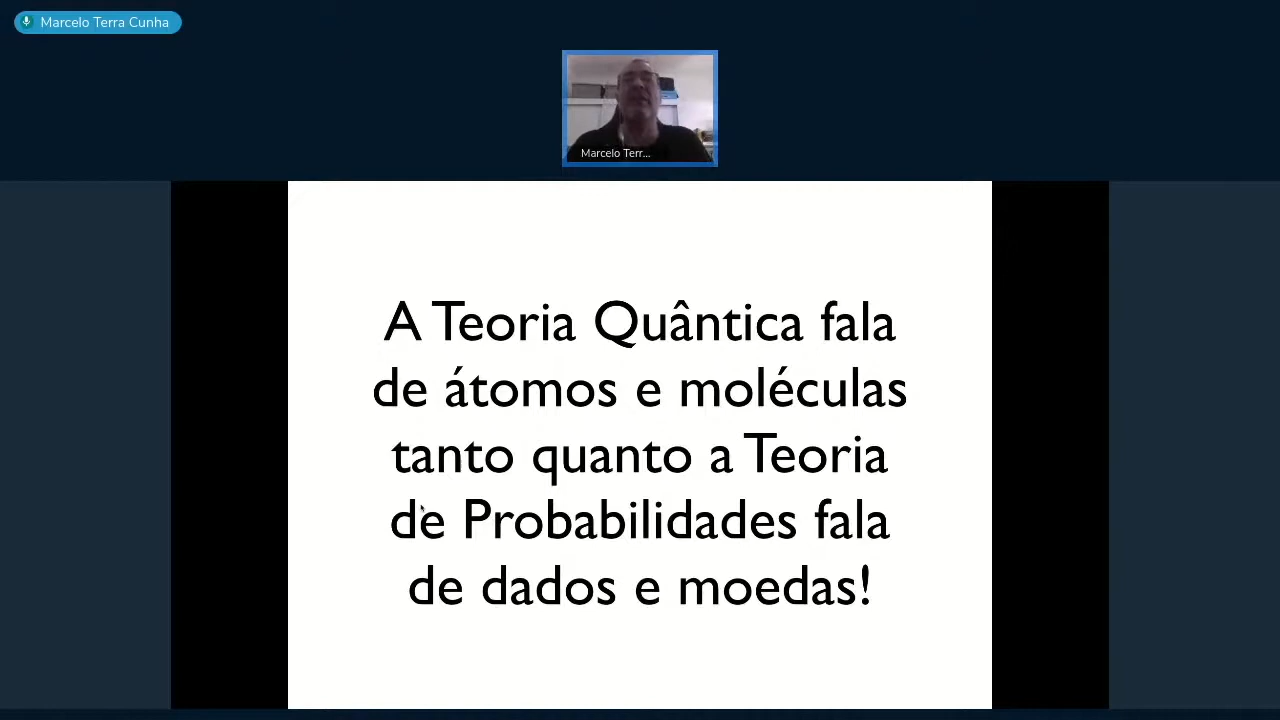 Marcelo Terra Cunha
Marcelo Terr...
A Teoria Quântica fala
de átomos e moléculas
tanto quanto a Teoria
de Probabilidades fala
de dados e moedas!